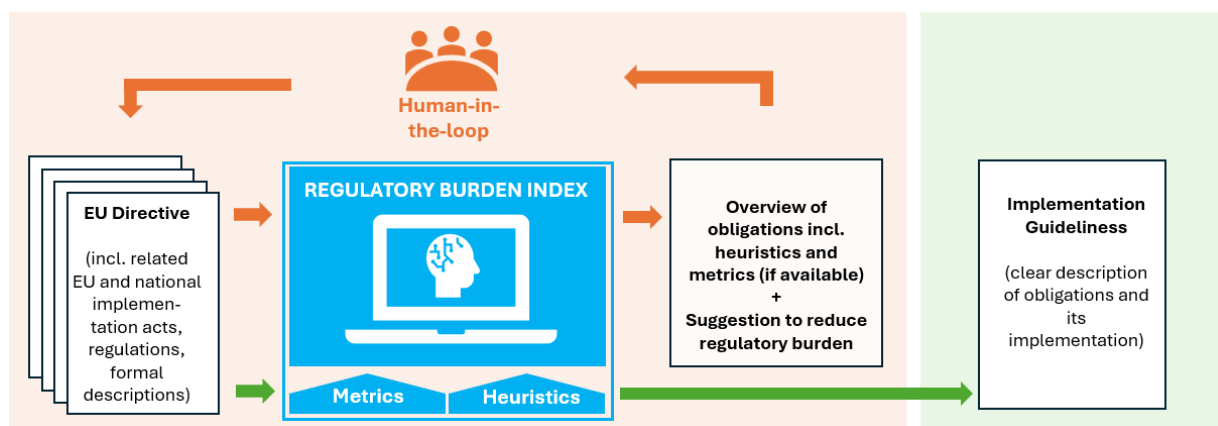 Human-in-
the-loop
EU Directive
(incl. related
EU and national
implemen-
tation acts,
regulations,
formal
descriptions)
REGULATORY BURDEN INDEX
Metrics
Heuristics
Overview of
obligations incl.
heuristics and
metrics (if available)
+
Suggestion to reduce
regulatory burden
Implementation
Guideliness
(clear description
of obligations and
its
implementation)